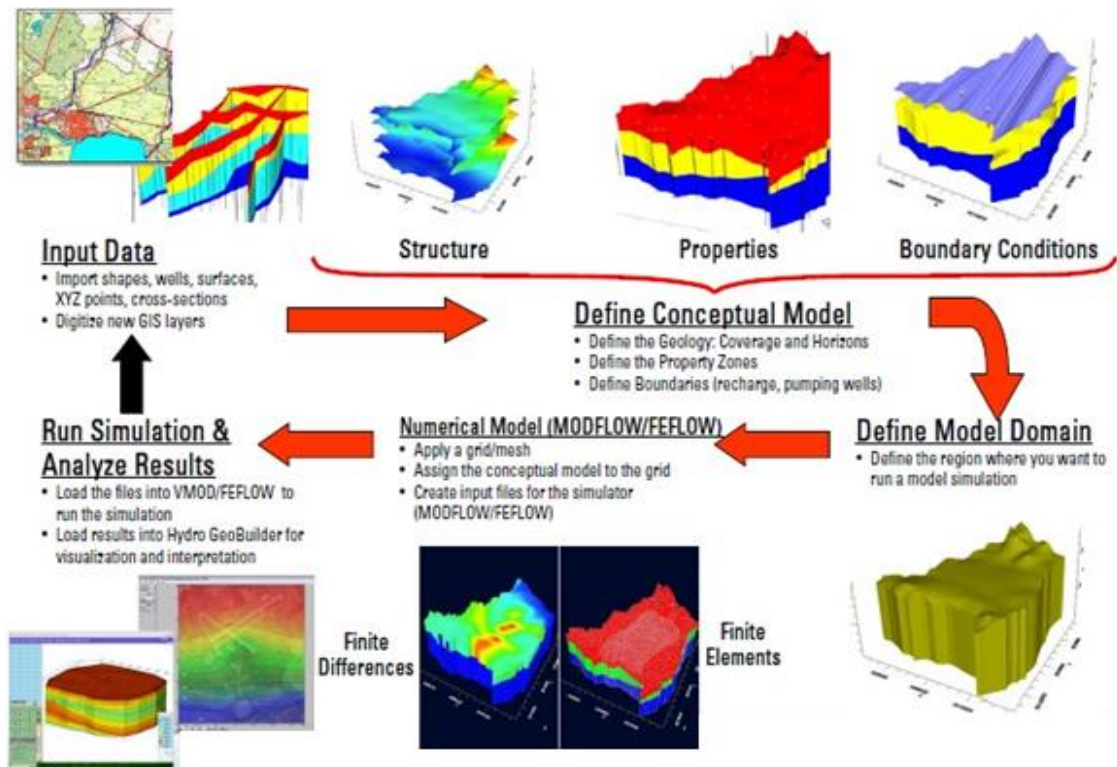 Structure
Properties
Boundary Conditions
Input Data
• Import shapes, wells, surfaces,
XYZ points, cross-sections
• Digitize new GIS layers
Define Conceptual Model
• Define the Geology: Coverage and Horizons
• Define the Property Zones
• Define Boundaries (recharge, pumping wells)
Define Model Domain
• Define the region where you want to
run a model simulation
Numerical Model (MODFLOW/FEFLOW)
• Apply a grid/mesh
• Assign the conceptual model to the grid
• Create input files for the simulator
(MODFLOW/FEFLOW)
Run Simulation &
Analyze Results
• Load the files into VMOD/FEFLOW to
run the simulation
• Load results into Hydro GeoBuilder for
visualization and interpretation
Finite
Differences
Finite
Elements